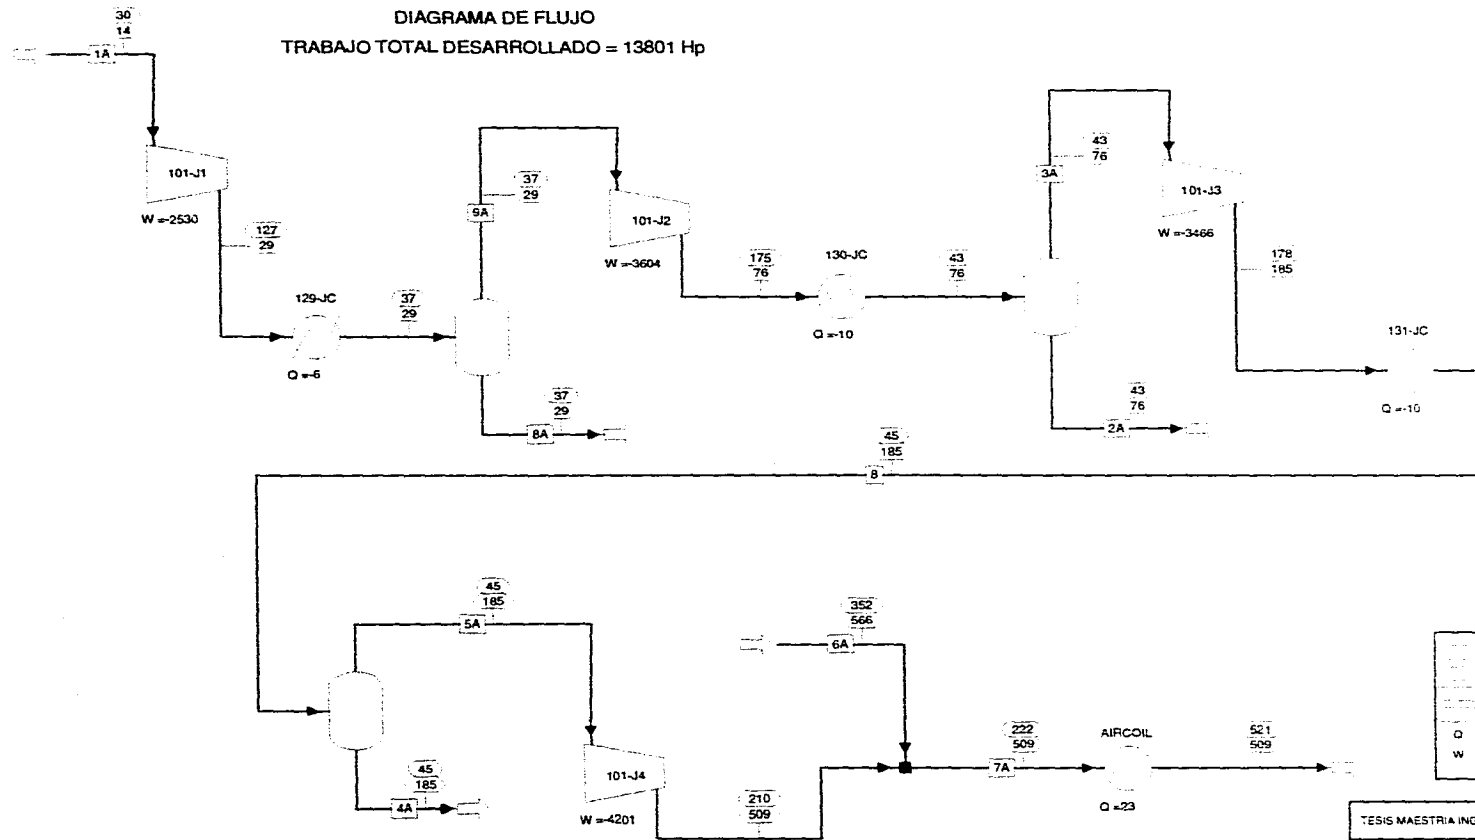 DIAGRAMA DE FLUJO
TRABAJO TOTAL DESARROLLADO = 13801 Hp
30
14
1A
101-J1
W =-2530
127
29
129-JC
Q =-6
37
29
37
29
9A
37
29
8A
101-J2
W =-3604
175
76
130-JC
Q =-10
43
76
43
76
3A
101-J3
W =-3466
178
185
43
76
2A
131-JC
Q =-10
45
185
8
45
185
5A
45
185
4A
101-J4
W =-4201
210
509
352
566
6A
222
509
7A
AIRCOIL
Q =23
521
509
Q
W
TESIS MAESTRIA ING